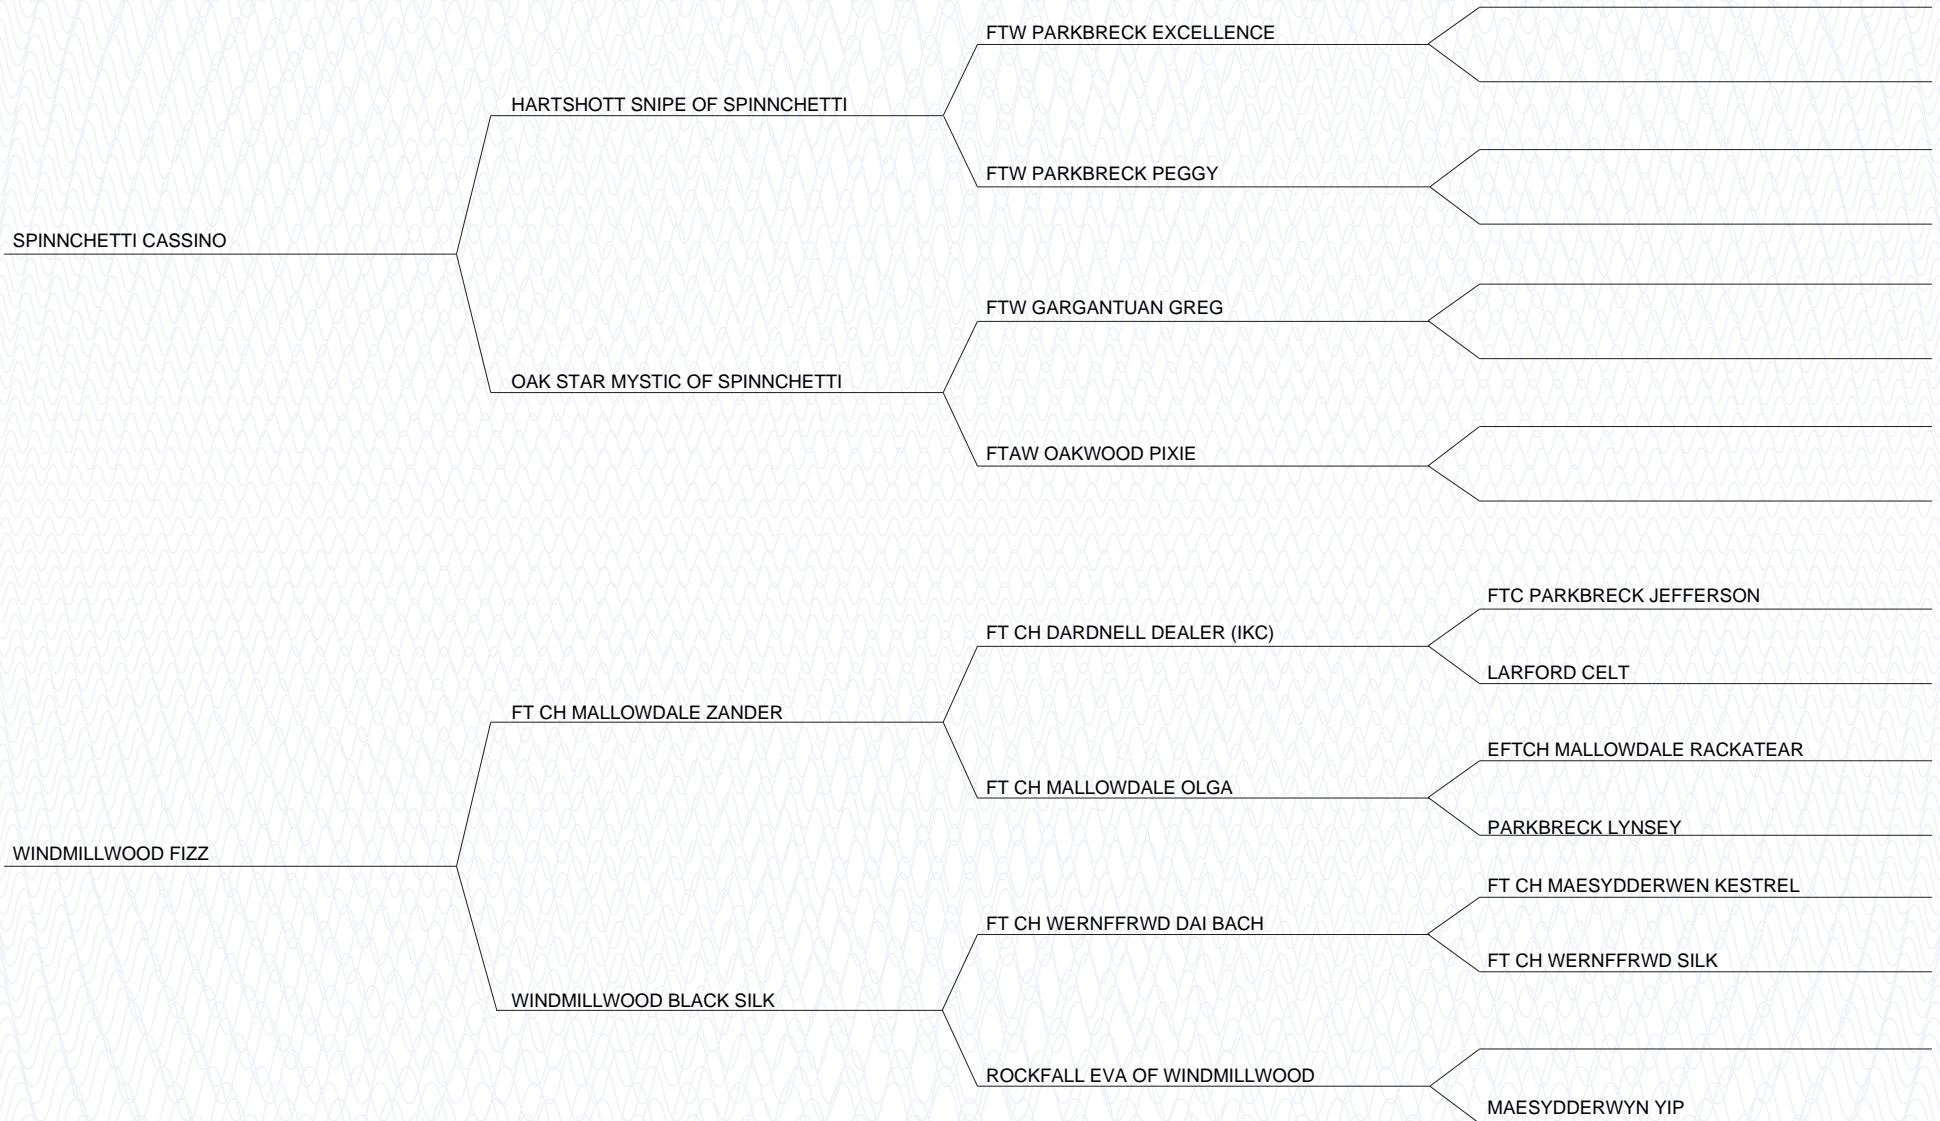 FTW PARKBRECK EXCELLENCE
HARTSHOTT SNIPE OF SPINNCHETTI
FTW PARKBRECK PEGGY
SPINNCHETTI CASSINO
FTW GARGANTUAN GREG
OAK STAR MYSTIC OF SPINNCHETTI
FTAW OAKWOOD PIXIE
FTC PARKBRECK JEFFERSON
FT CH DARDNELL DEALER (IKC)
LARFORD CELT
FT CH MALLOWDALE ZANDER
EFTCH MALLOWDALE RACKATEAR
FT CH MALLOWDALE OLGA
PARKBRECK LYNSEY
WINDMILLWOOD FIZZ
FT CH MAESYDDERWEN KESTREL
FT CH WERNFFRWD DAI BACH
FT CH WERNFFRWD SILK
WINDMILLWOOD BLACK SILK
ROCKFALL EVA OF WINDMILLWOOD
MAESYDDERWYN YIP